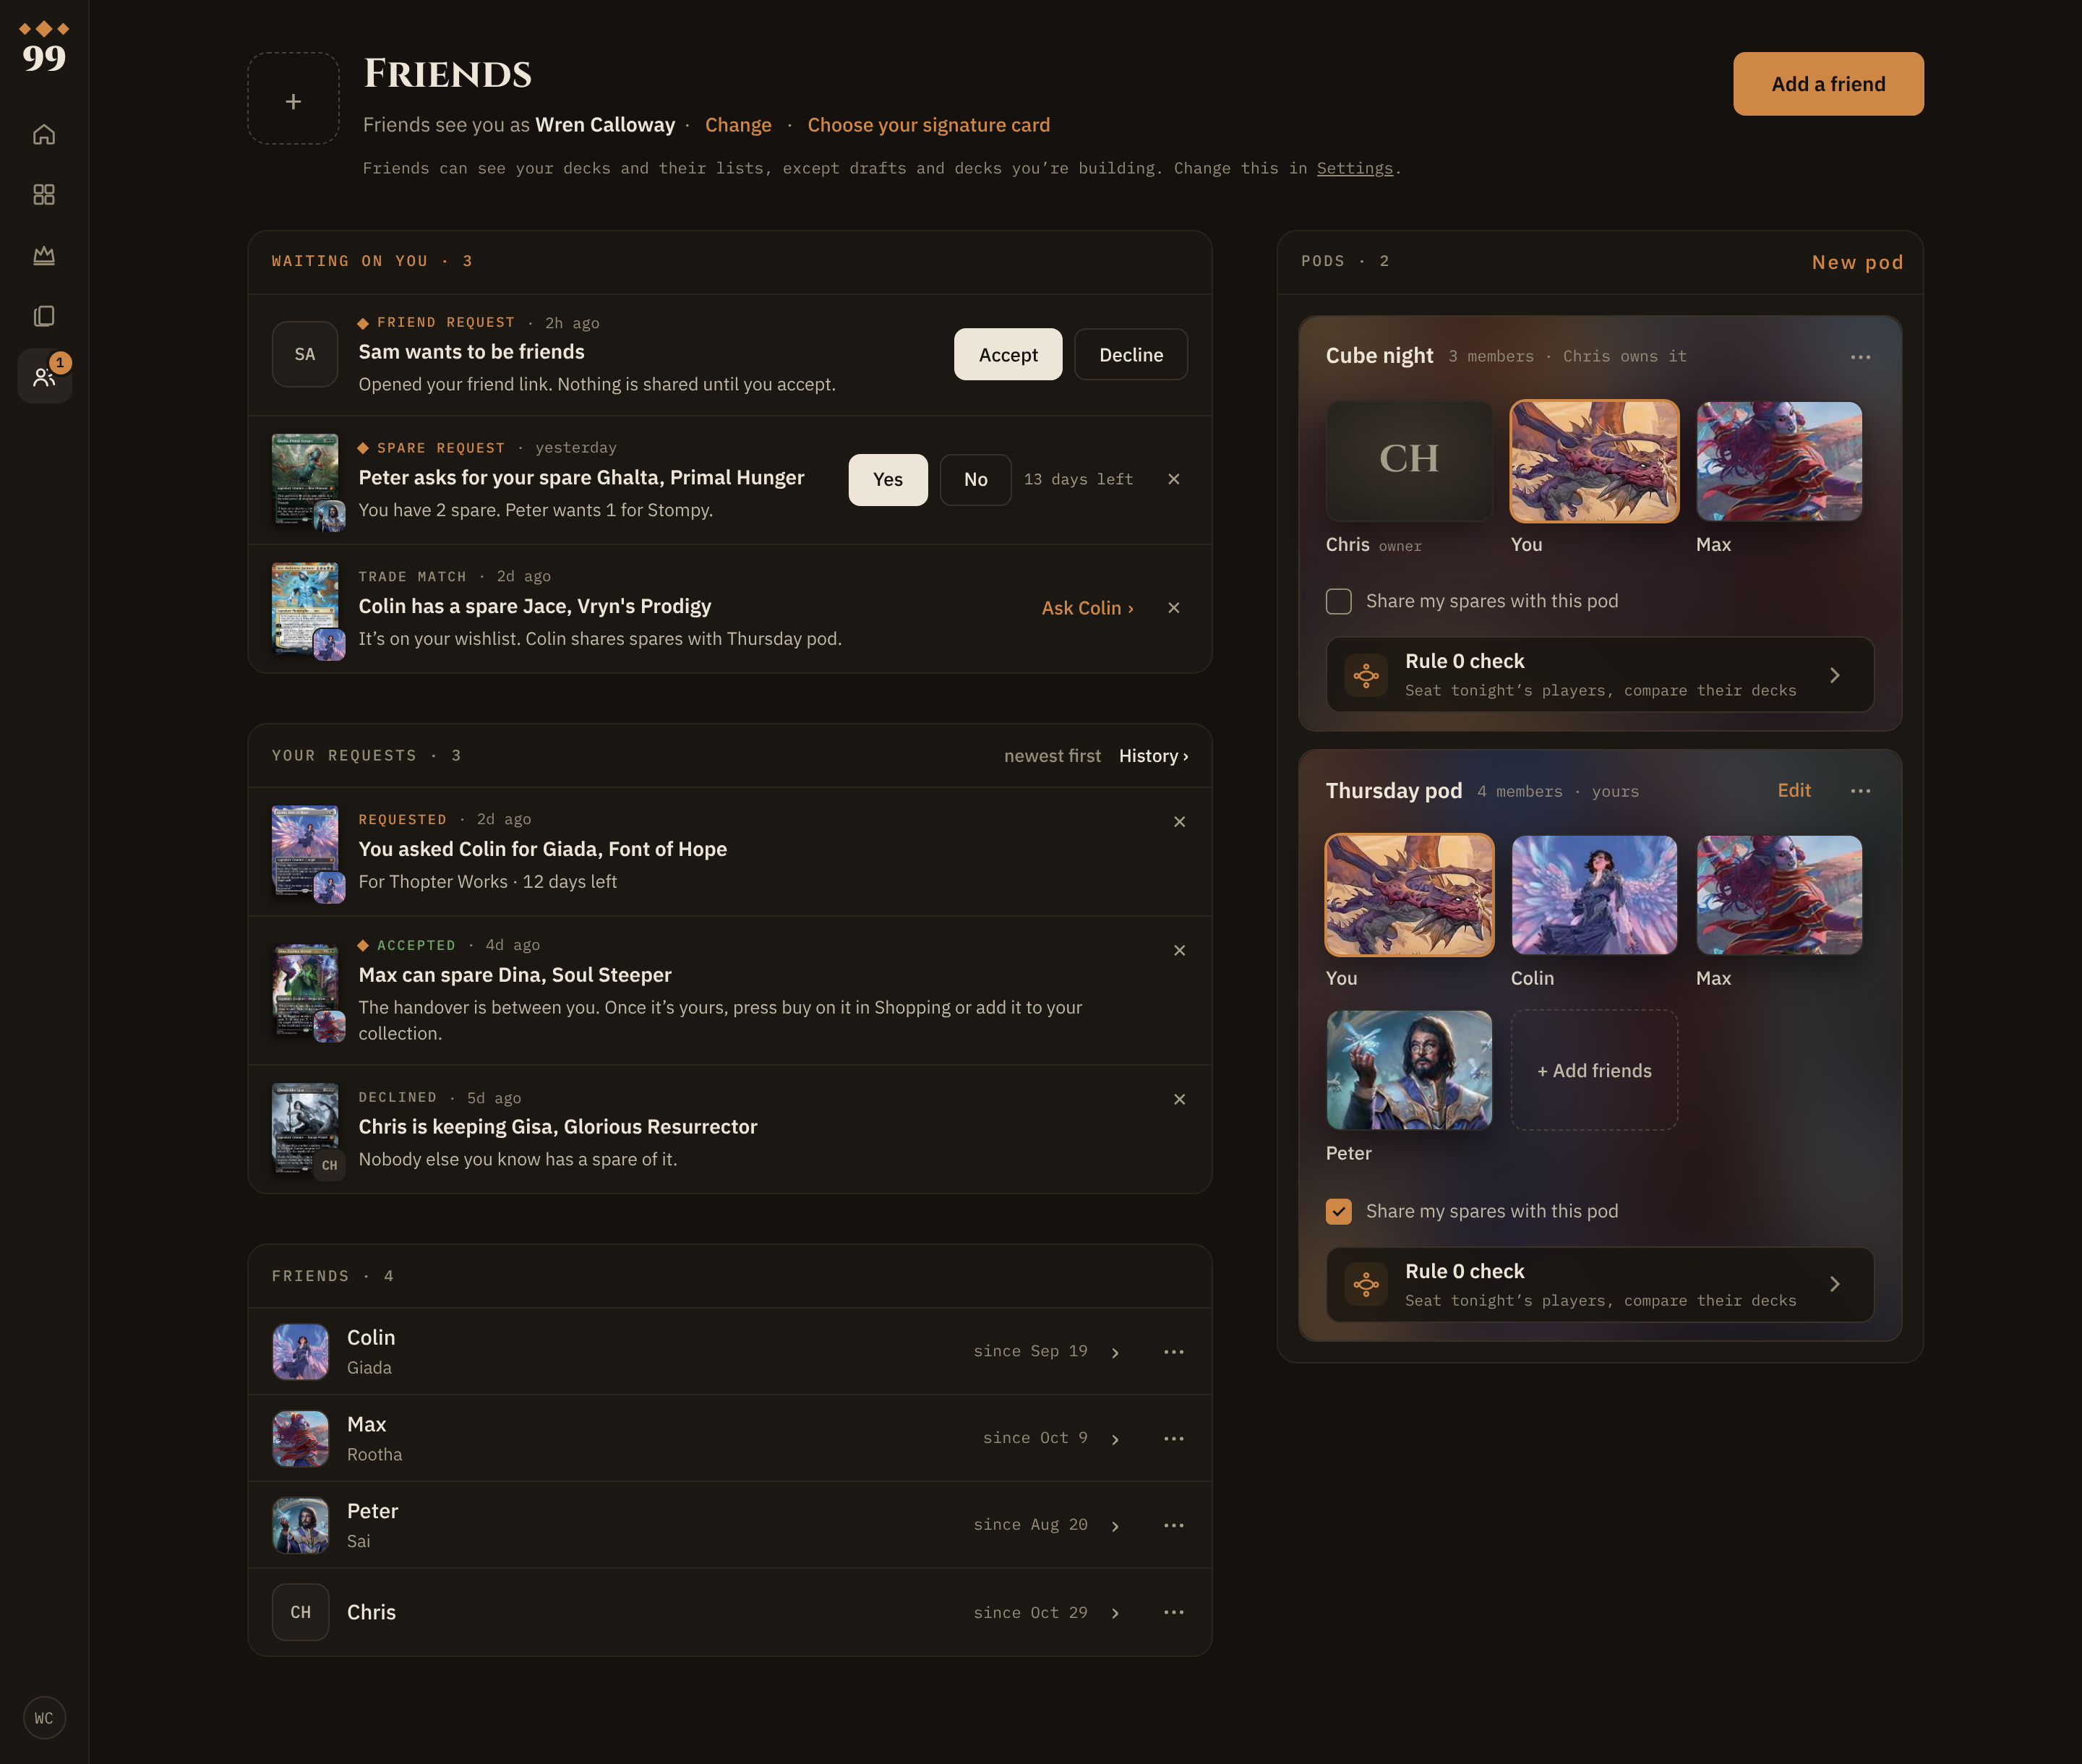 99
1
WC
+
Friends
Friends see you as Wren Calloway · Change · Choose your signature card
Friends can see your decks and their lists, except drafts and decks you’re building. Change this in Settings.
Add a friend
WAITING ON YOU · 3
SA
FRIEND REQUEST · 2h ago
Sam wants to be friends
Opened your friend link. Nothing is shared until you accept.
Accept
Decline
SPARE REQUEST · yesterday
Peter asks for your spare Ghalta, Primal Hunger
You have 2 spare. Peter wants 1 for Stompy.
Yes
No
13 days left
×
TRADE MATCH · 2d ago
Colin has a spare Jace, Vryn's Prodigy
It’s on your wishlist. Colin shares spares with Thursday pod.
Ask Colin ›
×
YOUR REQUESTS · 3
newest first
History ›
REQUESTED · 2d ago
You asked Colin for Giada, Font of Hope
For Thopter Works · 12 days left
×
ACCEPTED · 4d ago
Max can spare Dina, Soul Steeper
The handover is between you. Once it’s yours, press buy on it in Shopping or add it to your
collection.
×
DECLINED · 5d ago
Chris is keeping Gisa, Glorious Resurrector
Nobody else you know has a spare of it.
CH
×
FRIENDS · 4
Colin
Giada
since Sep 19 ›
Max
Rootha
since Oct 9 ›
Peter
Sai
since Aug 20 ›
CH
Chris
since Oct 29 ›
PODS · 2
New pod
Cube night 3 members · Chris owns it
CH
Chris owner
You
Max
Share my spares with this pod
Rule 0 check
Seat tonight’s players, compare their decks
Thursday pod 4 members · yours
Edit
You
Colin
Max
+ Add friends
Peter
Share my spares with this pod
Rule 0 check
Seat tonight’s players, compare their decks